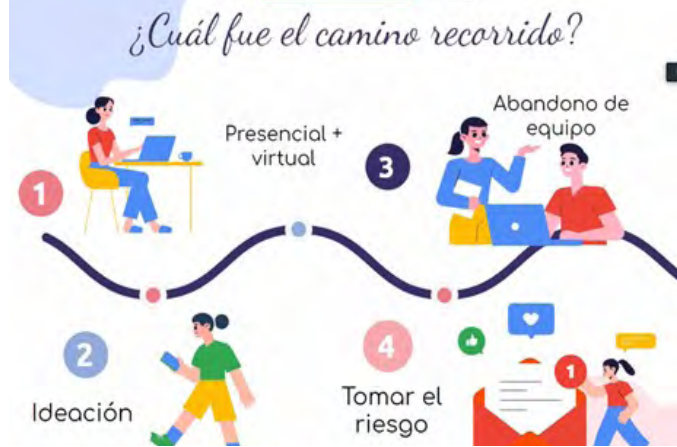 ¿Cuál fue el camino recorrido?
1
Presencial +
virtual
2
Ideación
3
Abandono de
equipo
4
Tomar el
riesgo
1